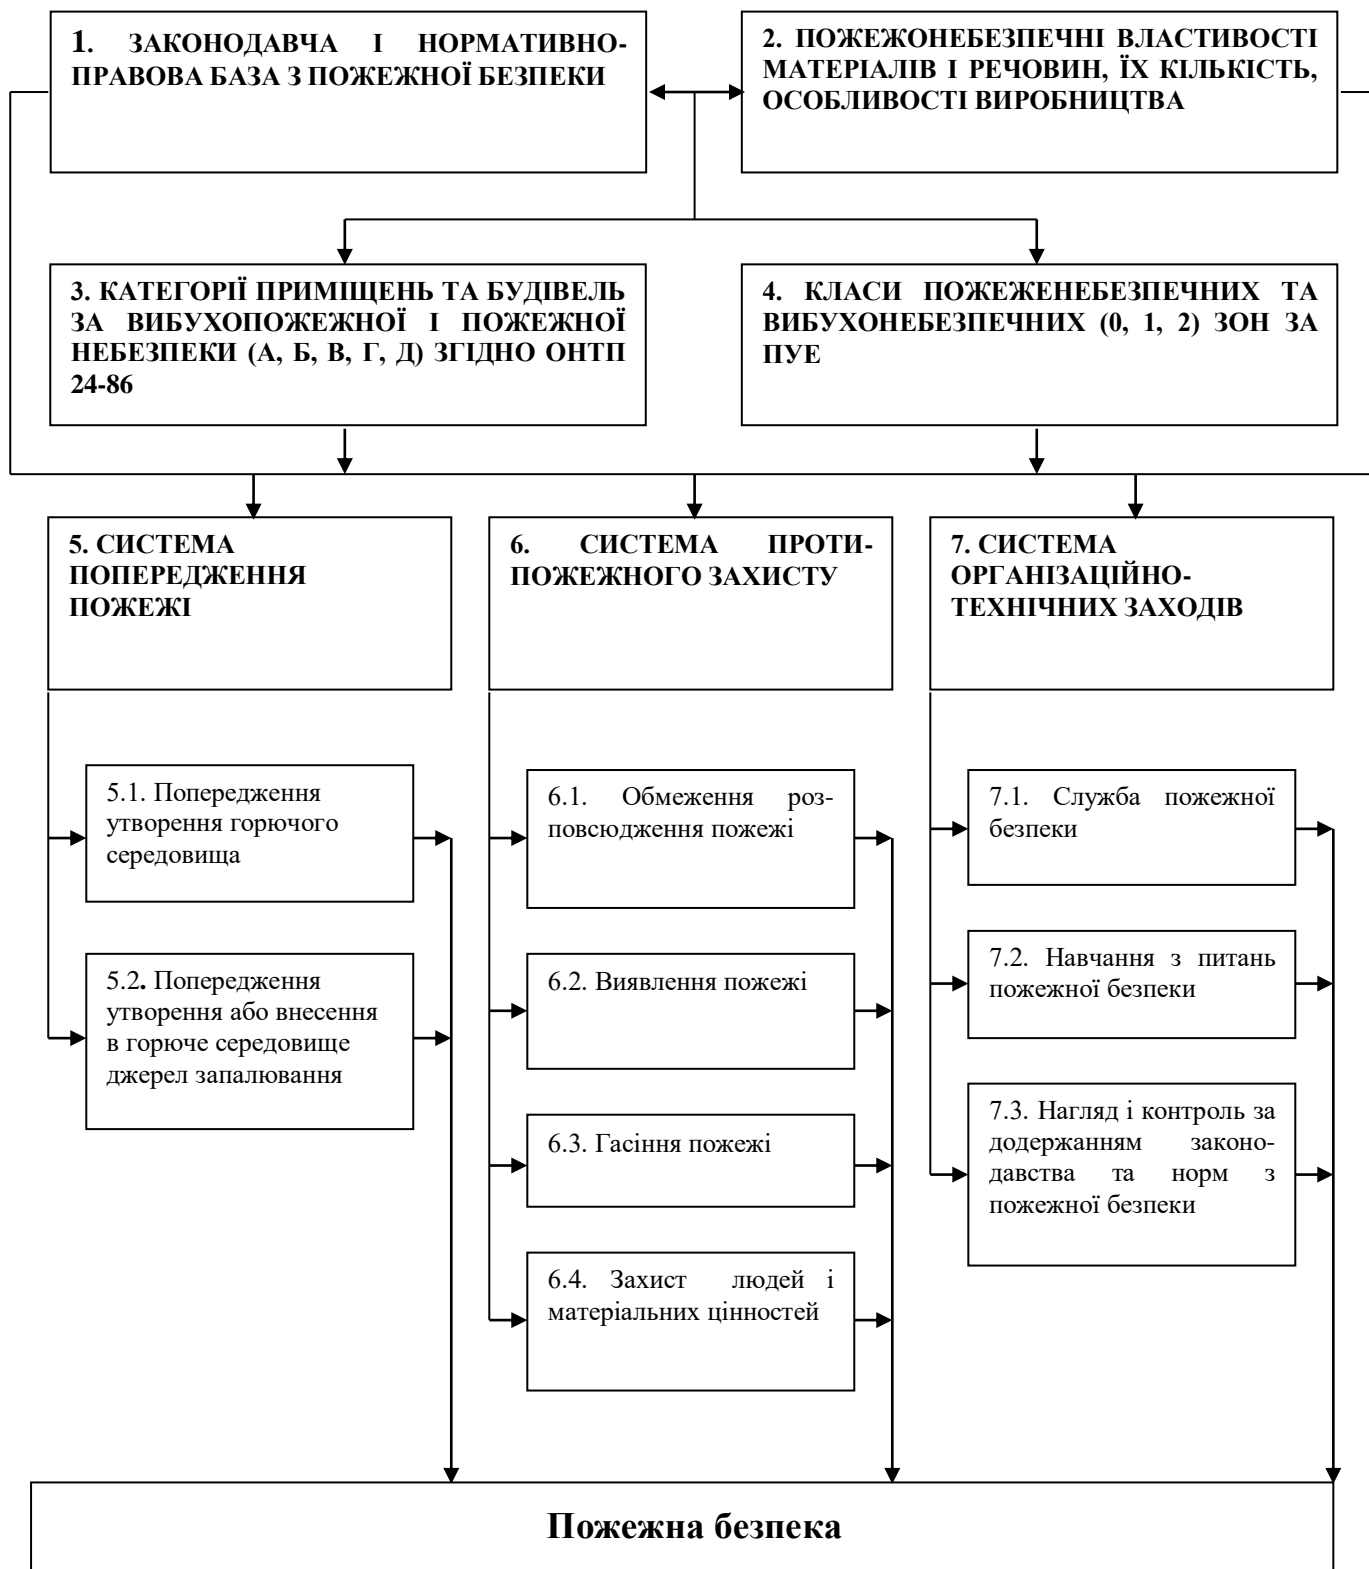 1. ЗАКОНОДАВЧА І НОРМАТИВНО-
ПРАВОВА БАЗА З ПОЖЕЖНОЇ БЕЗПЕКИ
2. ПОЖЕЖОНЕБЕЗПЕЧНІ ВЛАСТИВОСТІ
МАТЕРІАЛІВ І РЕЧОВИН, ЇХ КІЛЬКІСТЬ,
ОСОБЛИВОСТІ ВИРОБНИЦТВА
3. КАТЕГОРІЇ ПРИМІЩЕНЬ ТА БУДІВЕЛЬ
ЗА ВИБУХОПОЖЕЖНОЇ І ПОЖЕЖНОЇ
НЕБЕЗПЕКИ (А, Б, В, Г, Д) ЗГІДНО ОНТП
24-86
4. КЛАСИ ПОЖЕЖЕНЕБЕЗПЕЧНИХ ТА
ВИБУХОНЕБЕЗПЕЧНИХ (0, 1, 2) ЗОН ЗА
ПУЕ
5. СИСТЕМА
ПОПЕРЕДЖЕННЯ
ПОЖЕЖІ
6. СИСТЕМА ПРОТИ-
ПОЖЕЖНОГО ЗАХИСТУ
7. СИСТЕМА
ОРГАНІЗАЦІЙНО-
ТЕХНІЧНИХ ЗАХОДІВ
5.1. Попередження
утворення горючого
середовища
5.2. Попередження
утворення або внесення
в горюче середовище
джерел запалювання
6.1. Обмеження роз-
повсюдження пожежі
6.2. Виявлення пожежі
6.3. Гасіння пожежі
6.4. Захист людей і
матеріальних цінностей
7.1. Служба пожежної
безпеки
7.2. Навчання з питань
пожежної безпеки
7.3. Нагляд і контроль за
додержанням законо-
давства та норм з
пожежної безпеки
Пожежна безпека